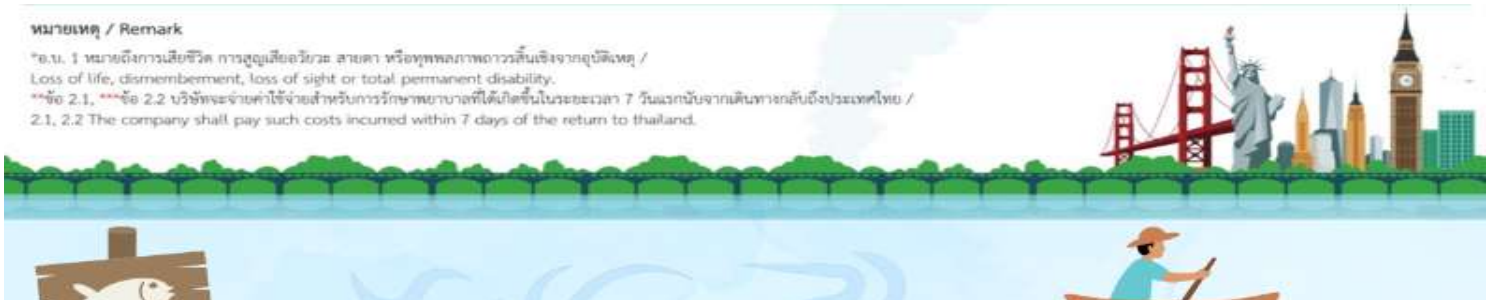 หมายเหตุ / Remark
*อ.บ. 1 หมายถึงการเสียชีวิต การสูญเสียอวัยวะ สายตา หรือทุพพลภาพถาวรสิ้นเชิงจากอุบัติเหตุ /
Loss of life, dismemberment, loss of sight or total permanent disability.
**ข้อ 2.1, ***ข้อ 2.2 บริษัทจะจ่ายค่าใช้จ่ายสำหรับการรักษาพยาบาลที่ได้เกิดขึ้นในระยะเวลา 7 วันแรกนับจากเดินทางกลับถึงประเทศไทย /
2.1, 2.2 The company shall pay such costs incurred within 7 days of the return to thailand.